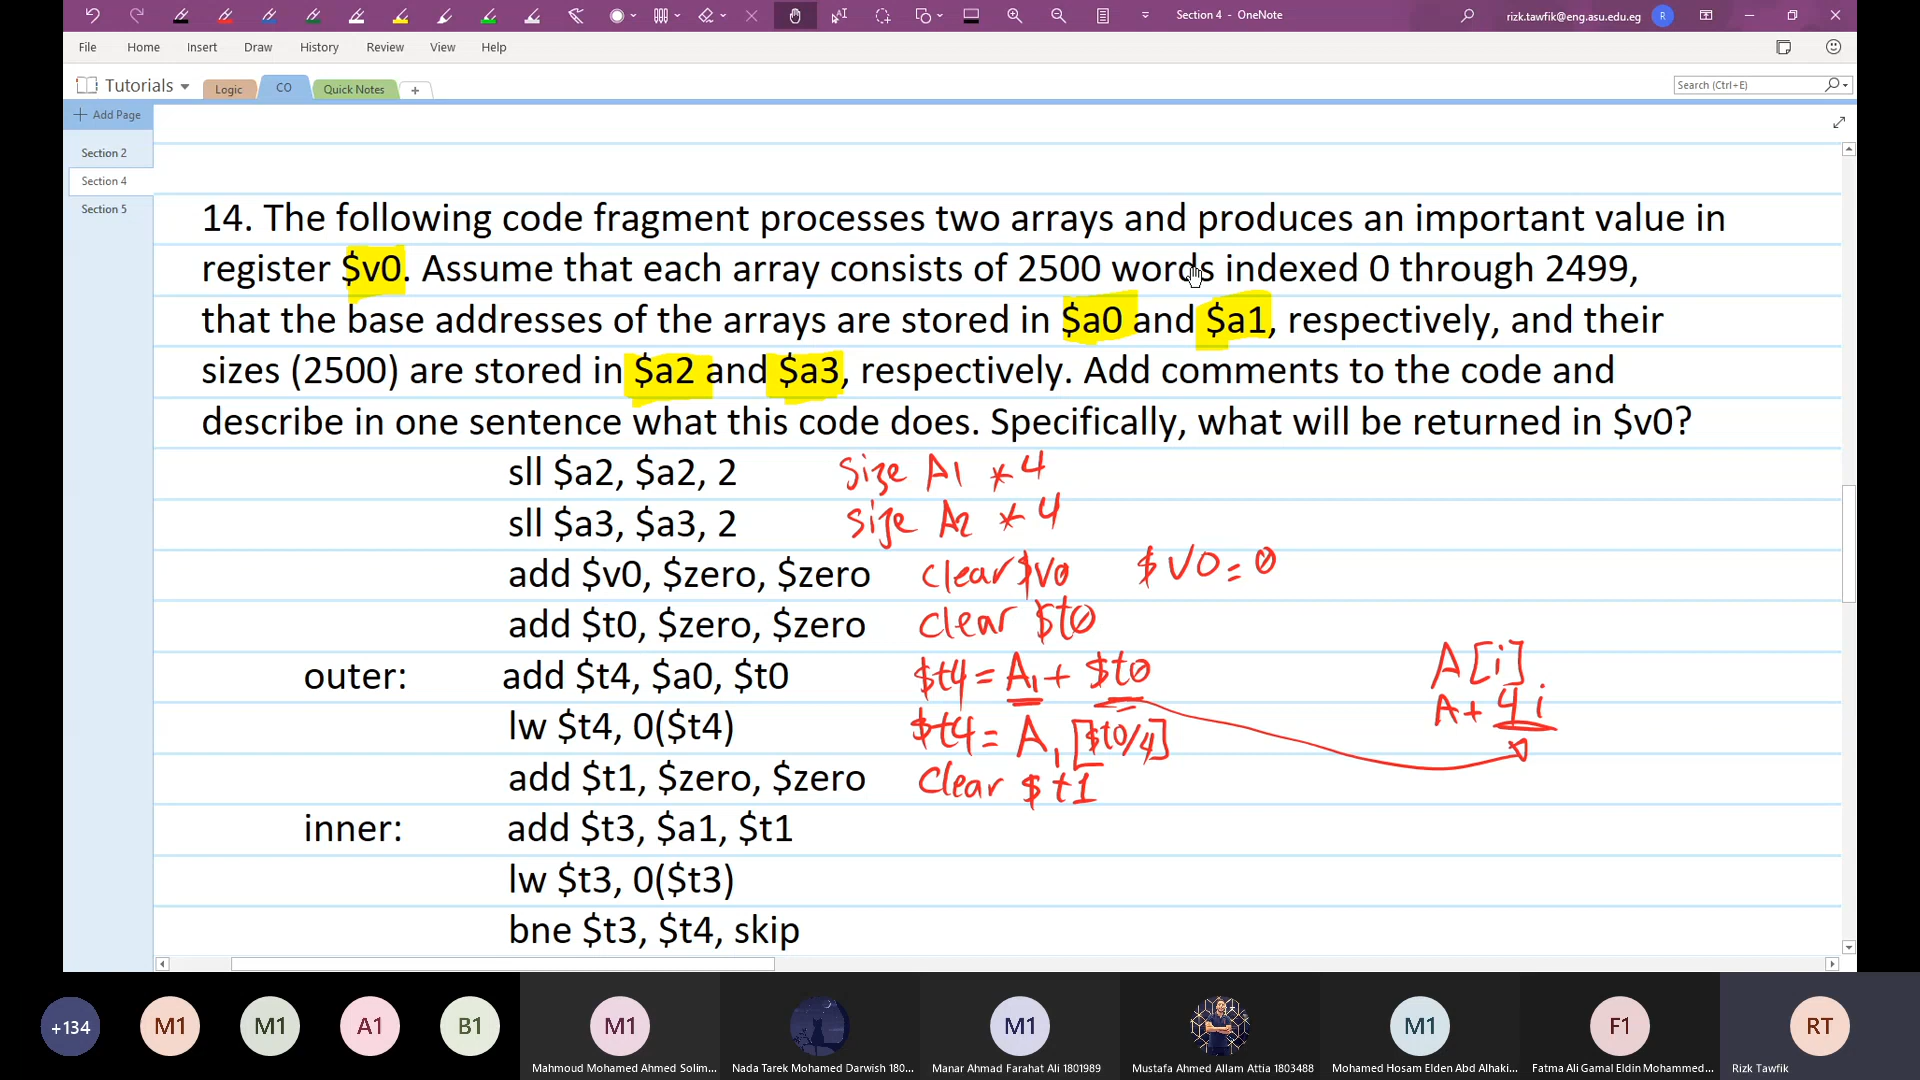 Section 4 - OneNote
rizk.tawfik@eng.asu.edu.eg R
File Home Insert Draw History Review View Help
Tutorials Logic CO Quick Notes +
Search (Ctrl+E)
Add Page
Section 2
Section 4
Section 5
14. The following code fragment processes two arrays and produces an important value in
register $v0. Assume that each array consists of 2500 words indexed 0 through 2499,
that the base addresses of the arrays are stored in $a0 and $a1, respectively, and their
sizes (2500) are stored in $a2 and $a3, respectively. Add comments to the code and
describe in one sentence what this code does. Specifically, what will be returned in $v0?
sll $a2, $a2, 2 Size A1 * 4
sll $a3, $a3, 2 Size A2 * 4
add $v0, $zero, $zero clear $v0 $V0 = 0
add $t0, $zero, $zero clear $t0
outer: add $t4, $a0, $t0 $t4 = A1 + $t0 A[i]
A + 4i
lw $t4, 0($t4) $t4 = A1 [$t0/4]
add $t1, $zero, $zero Clear $t1
inner: add $t3, $a1, $t1
lw $t3, 0($t3)
bne $t3, $t4, skip
+134 M1 M1 A1 B1 M1 M1 M1 F1 RT
Mahmoud Mohamed Ahmed Solim... Nada Tarek Mohamed Darwish 180... Manar Ahmad Farahat Ali 1801989 Mustafa Ahmed Allam Attia 1803488 Mohamed Hosam Elden Abd Alhaki... Fatma Ali Gamal Eldin Mohammed... Rizk Tawfik